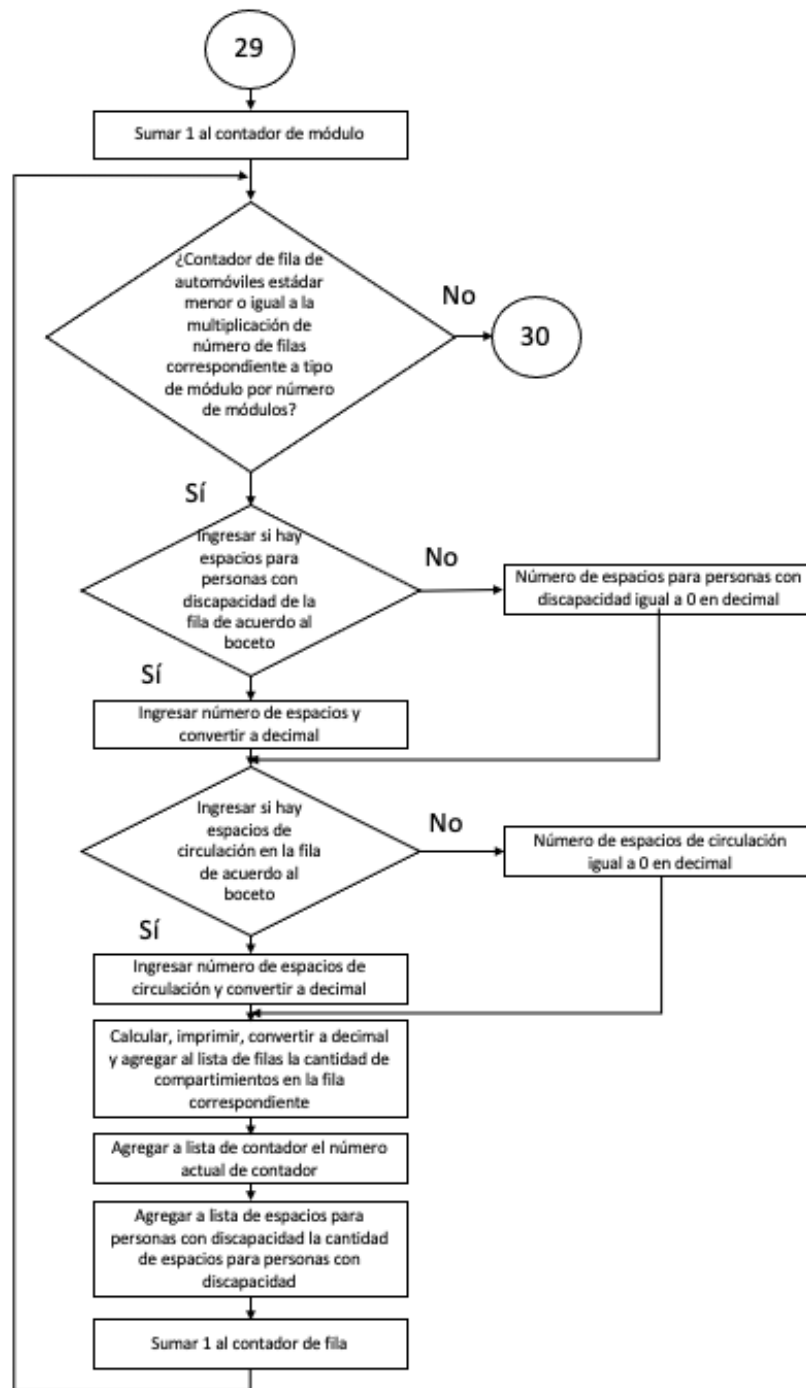 29
Sumar 1 al contador de módulo
¿Contador de fila de
automóviles estádar
menor o igual a la
multiplicación de
número de filas
correspondiente a tipo
de módulo por número
de módulos?
No
30
Sí
Ingresar si hay
espacios para
personas con
discapacidad de la
fila de acuerdo al
boceto
No
Número de espacios para personas con
discapacidad igual a 0 en decimal
Sí
Ingresar número de espacios y
convertir a decimal
Ingresar si hay
espacios de
circulación en la fila
de acuerdo al
boceto
No
Número de espacios de circulación
igual a 0 en decimal
Sí
Ingresar número de espacios de
circulación y convertir a decimal
Calcular, imprimir, convertir a decimal
y agregar al lista de filas la cantidad de
compartimientos en la fila
correspondiente
Agregar a lista de contador el número
actual de contador
Agregar a lista de espacios para
personas con discapacidad la cantidad
de espacios para personas con
discapacidad
Sumar 1 al contador de fila